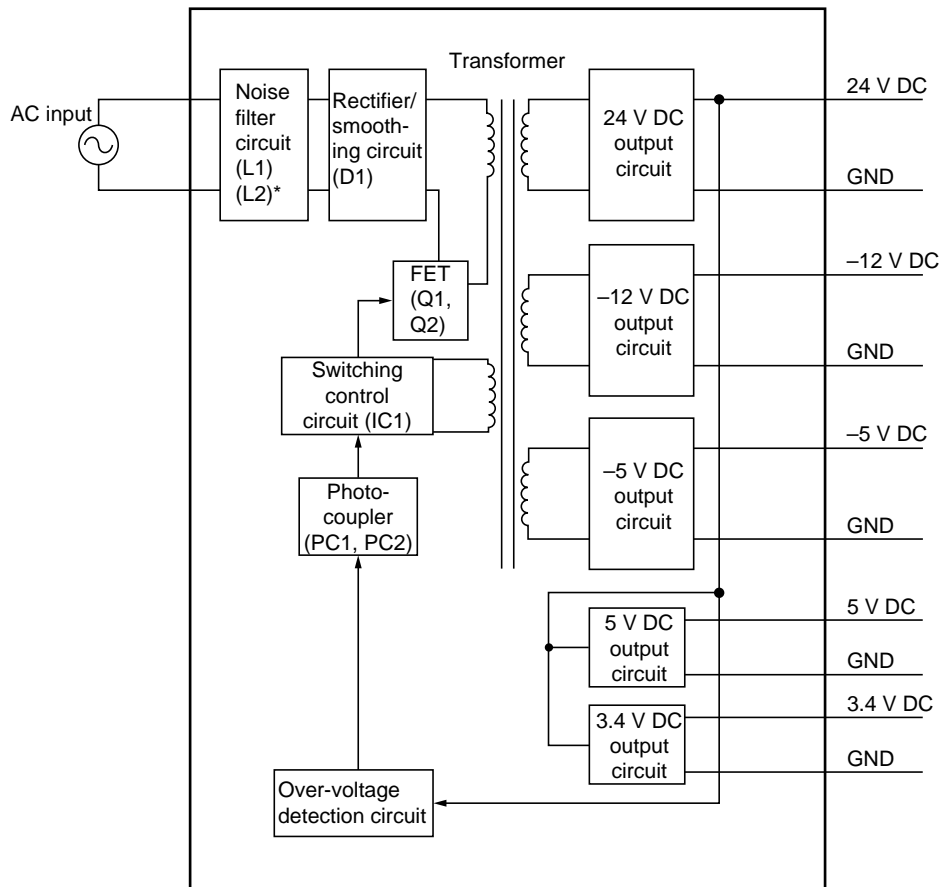 Transformer
AC input
Noise
filter
circuit
(L1)
(L2)*
Rectifier/
smooth-
ing circuit
(D1)
24 V DC
output
circuit
24 V DC
GND
FET
(Q1,
Q2)
–12 V DC
output
circuit
–12 V DC
GND
Switching
control
circuit (IC1)
–5 V DC
output
circuit
–5 V DC
GND
Photo-
coupler
(PC1, PC2)
5 V DC
output
circuit
5 V DC
GND
3.4 V DC
output
circuit
3.4 V DC
GND
Over-voltage
detection circuit